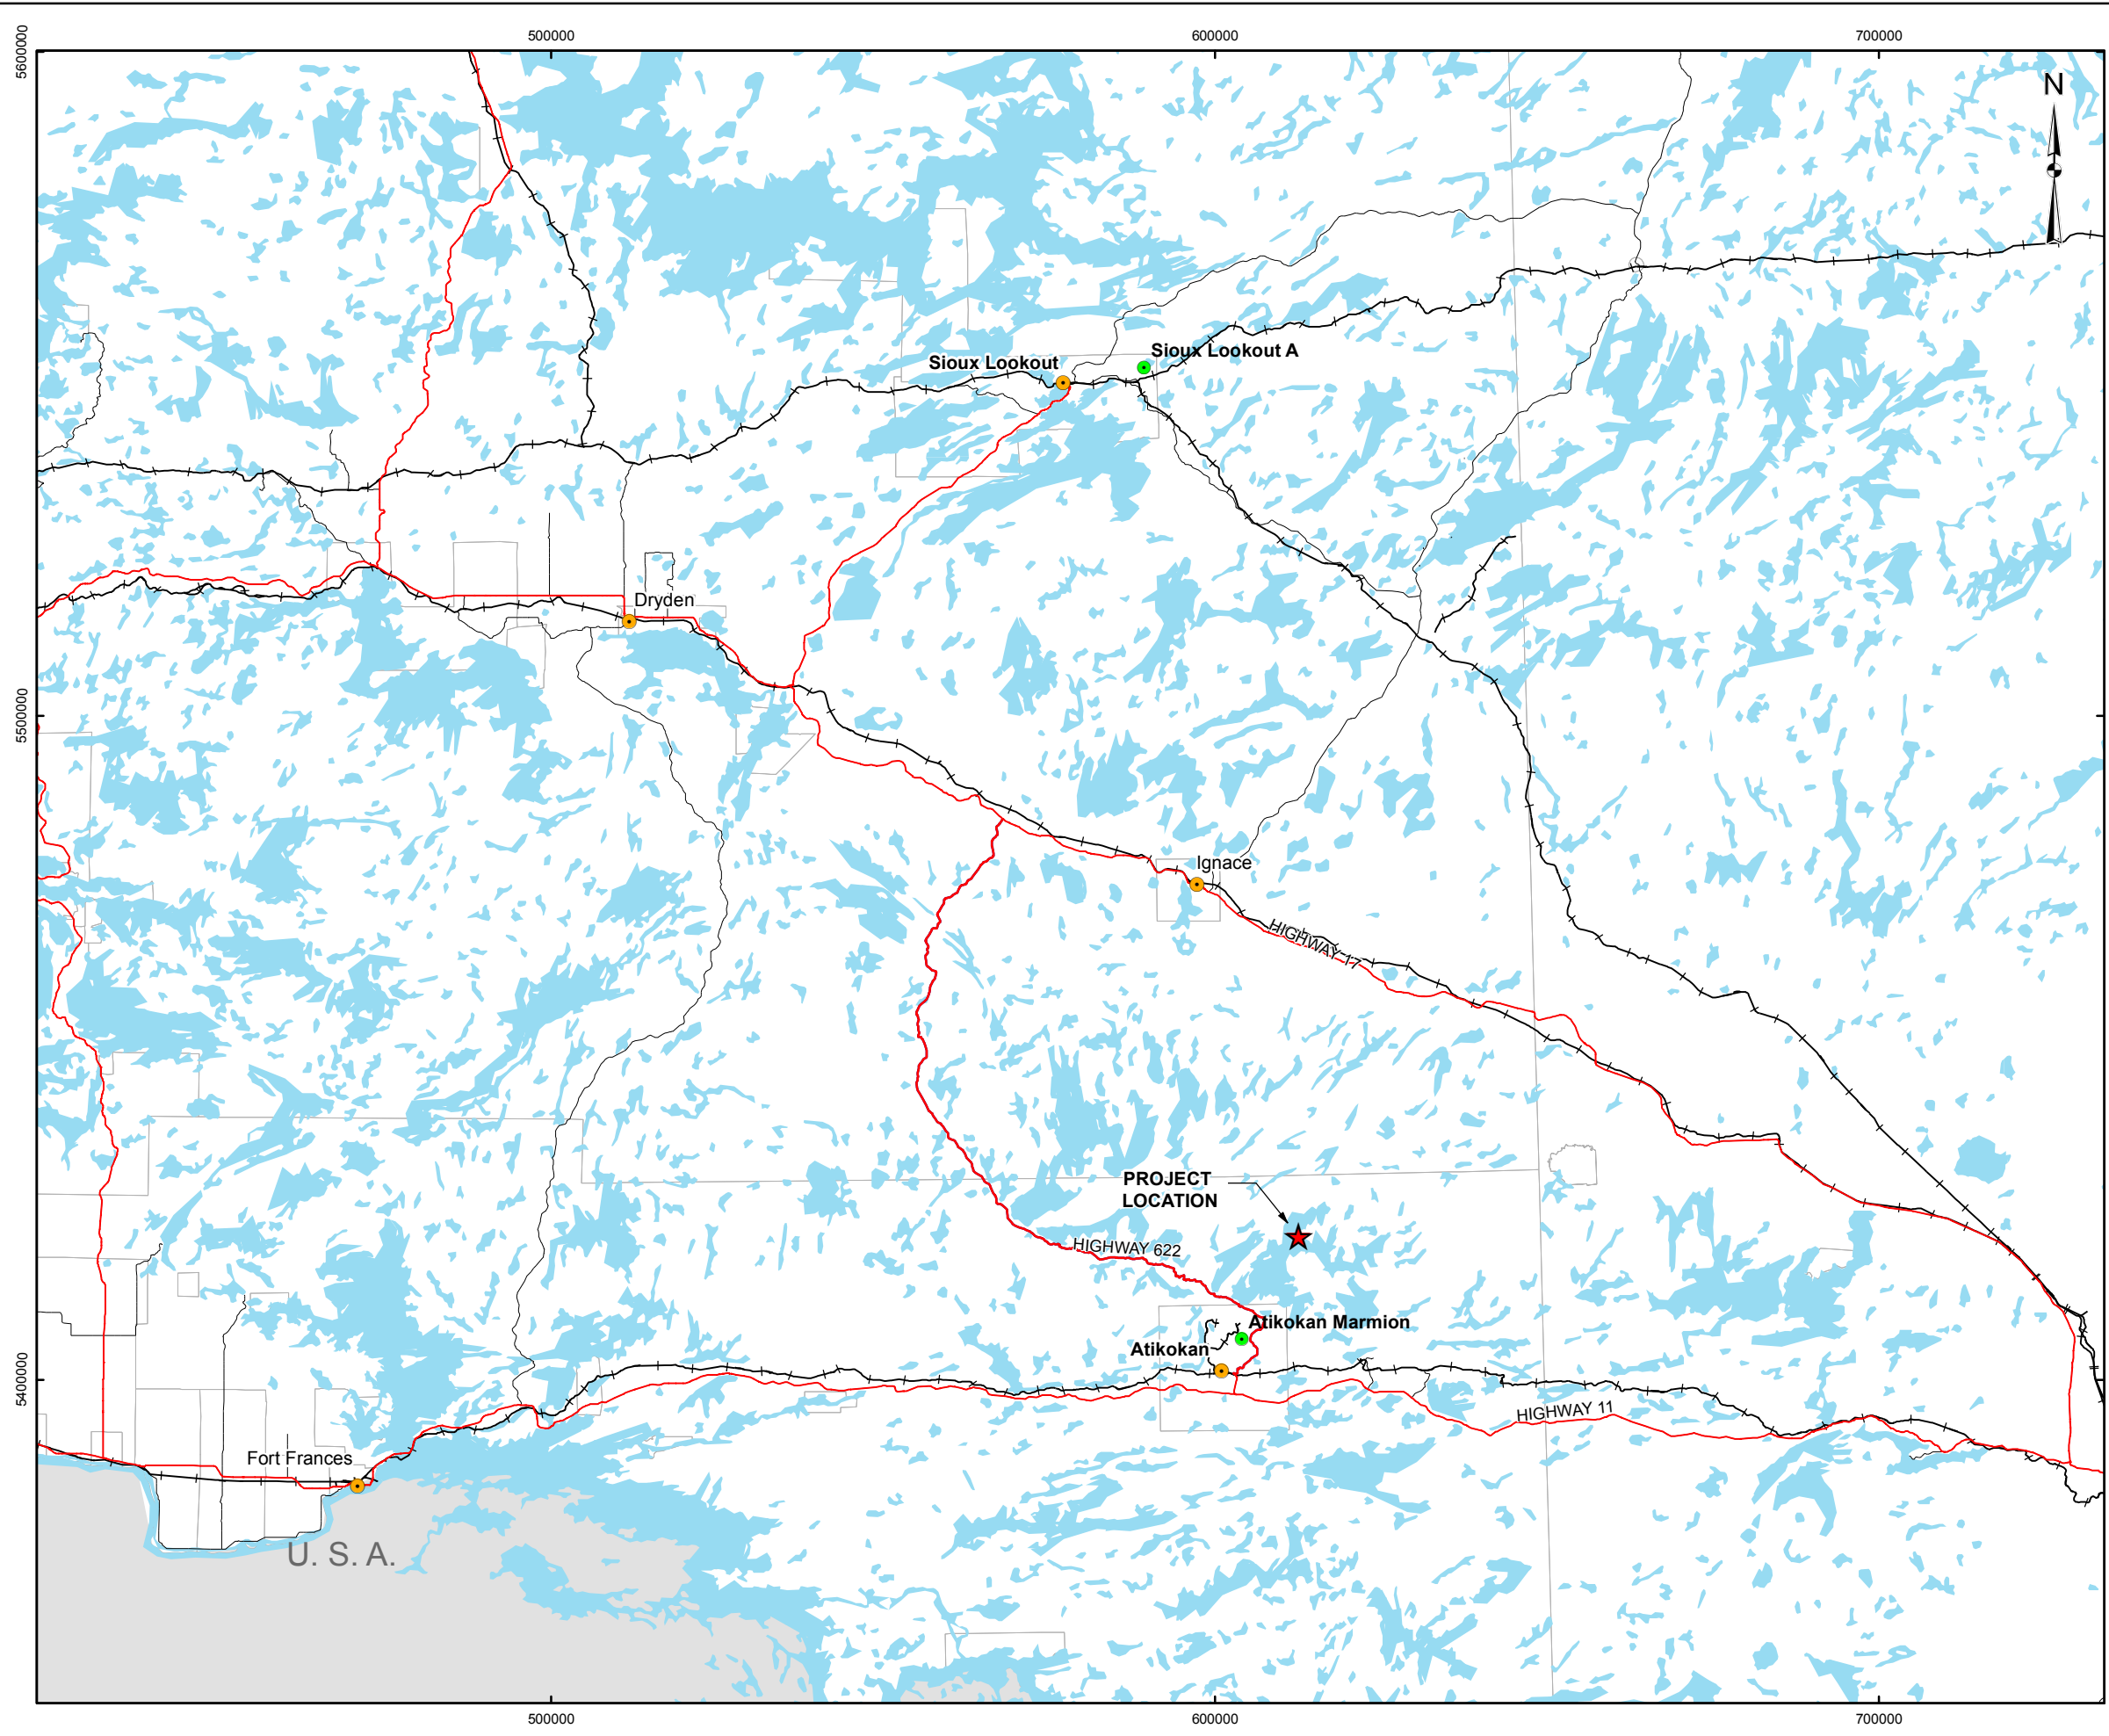 500000
600000
700000
5600000
N
Sioux Lookout
Sioux Lookout A
Dryden
5500000
Ignace
HIGHWAY 17
PROJECT
LOCATION
HIGHWAY 622
Atikokan Marmion
Atikokan
5400000
HIGHWAY 11
Fort Frances
U. S. A.
500000
600000
700000